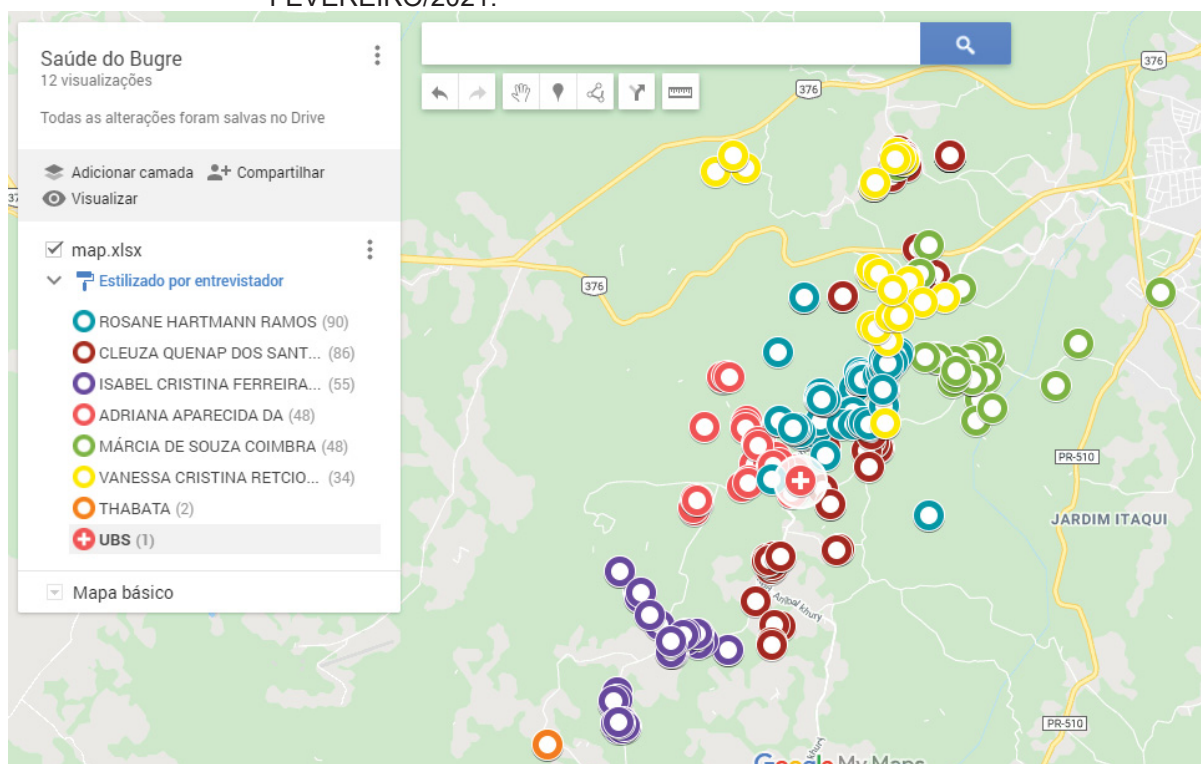 FEVEREIRO/2021.
Saúde do Bugre
12 visualizações
Todas as alterações foram salvas no Drive
Adicionar camada Compartilhar
Visualizar
map.xlsx
Estilizado por entrevistador
ROSANE HARTMANN RAMOS (90)
CLEUZA QUENAP DOS SANT... (86)
ISABEL CRISTINA FERREIRA... (55)
ADRIANA APARECIDA DA (48)
MÁRCIA DE SOUZA COIMBRA (48)
VANESSA CRISTINA RETCIO... (34)
THABATA (2)
UBS (1)
Mapa básico
376
376
376
PR-510
JARDIM ITAQUI
Anibal Khury
PR-510
Google My Maps